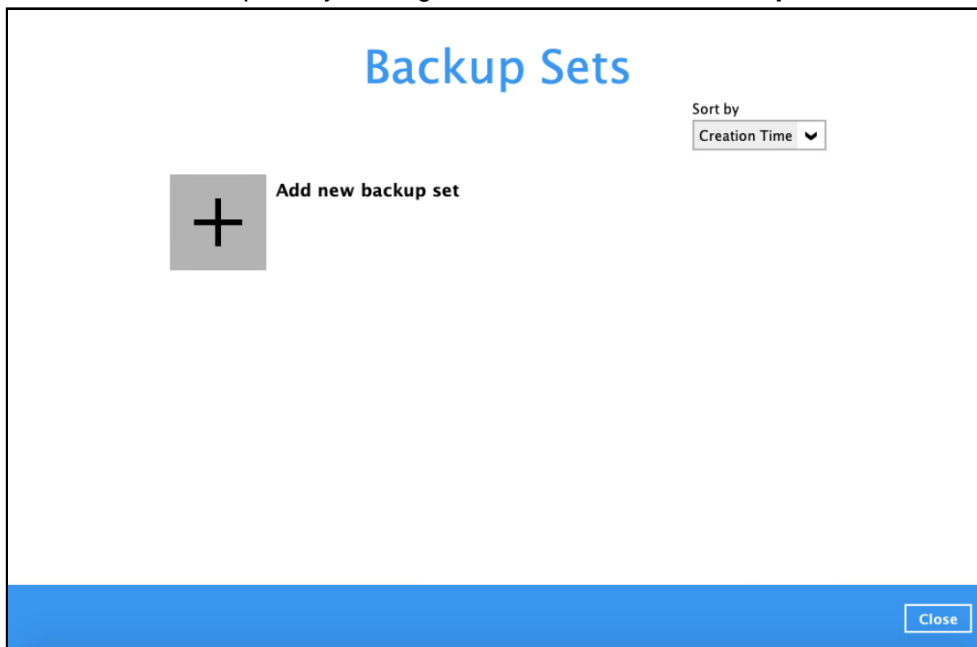 Backup Sets
Sort by
Creation Time
Add new backup set
Close